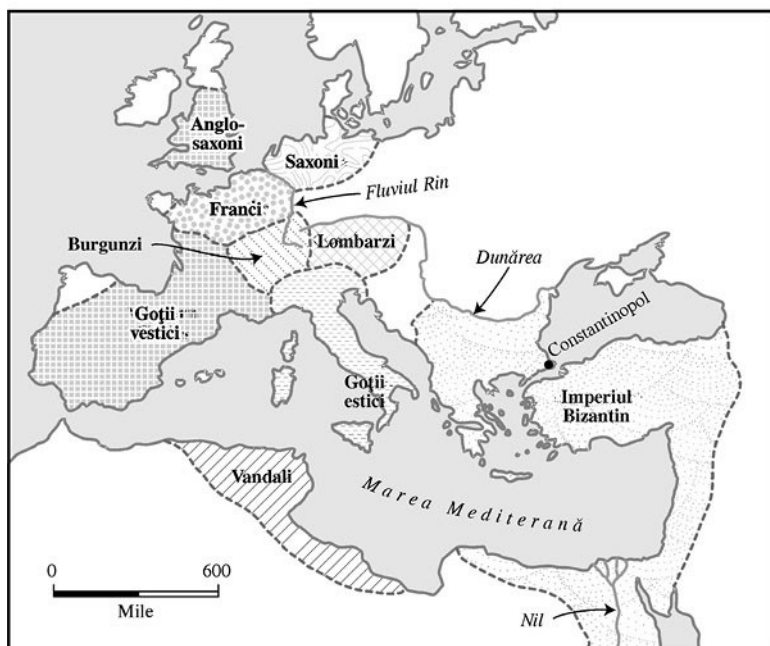 Anglo-
saxoni
Saxoni
Fluviul Rin
Franci
Burgunzi
Lombarzi
Dunărea
Goții
vestici
Constantinopol
Imperiul
Bizantin
Goții
estici
Vandali
Marea Mediterană
0 600
Mile
Nil